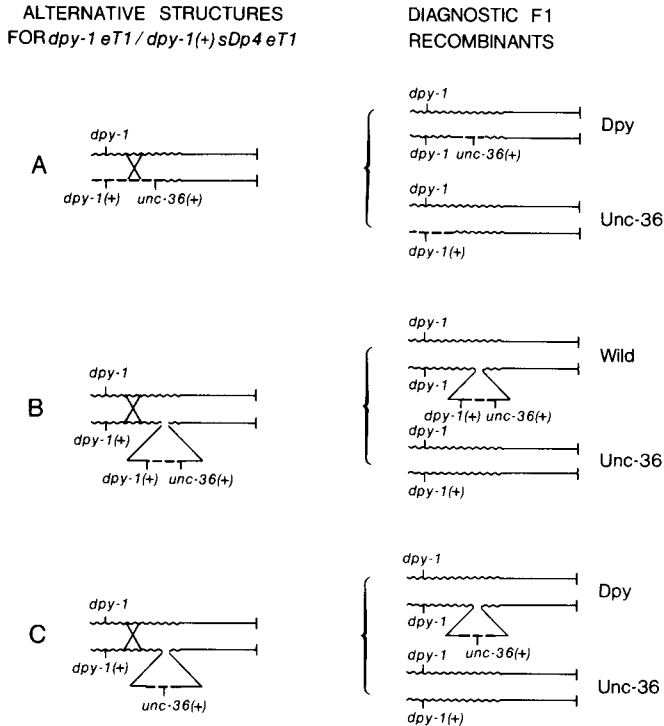 ALTERNATIVE STRUCTURES
FOR dpy-1 eT1 / dpy-1(+) sDp4 eT1
DIAGNOSTIC F1
RECOMBINANTS
A
dpy-1
dpy-1(+) unc-36(+)
dpy-1
dpy-1 unc-36(+)
Dpy
dpy-1
dpy-1(+)
Unc-36
B
dpy-1
dpy-1(+)
dpy-1(+) unc-36(+)
dpy-1
dpy-1
dpy-1(+) unc-36(+)
Wild
dpy-1
dpy-1(+)
Unc-36
C
dpy-1
dpy-1(+)
unc-36(+)
dpy-1
dpy-1
unc-36(+)
Dpy
dpy-1
dpy-1(+)
Unc-36